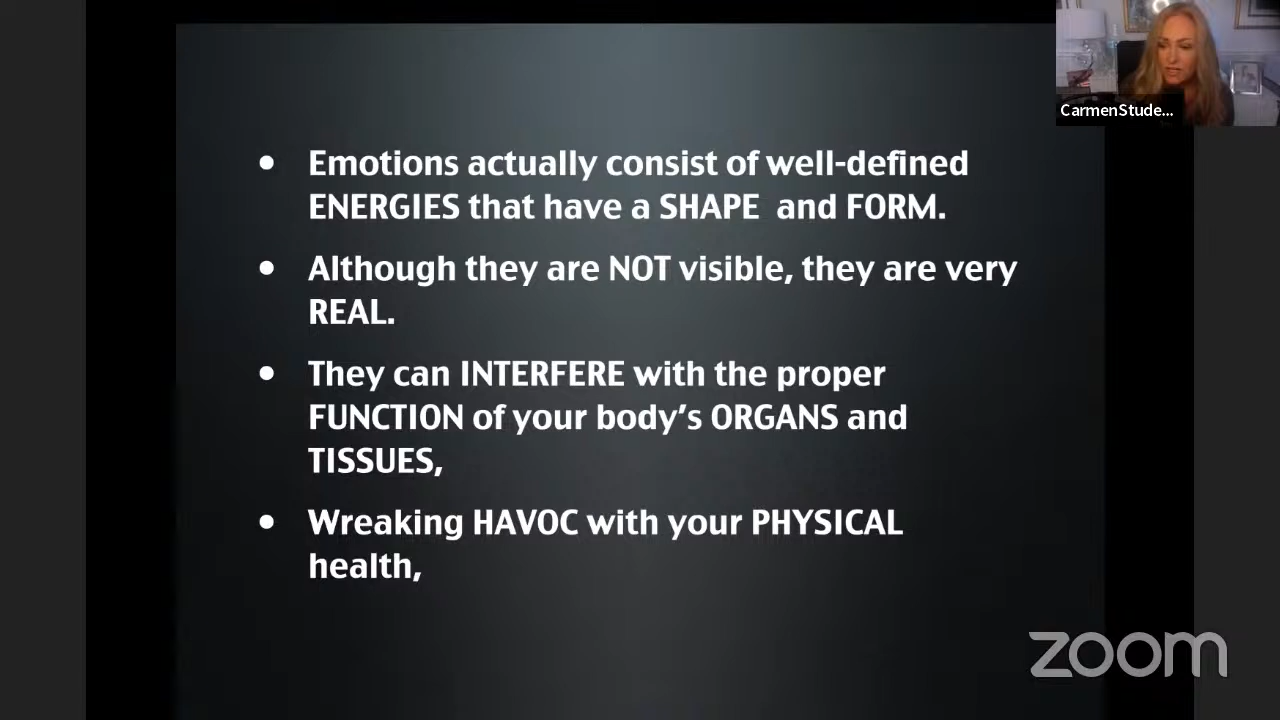 CarmenStude...
• Emotions actually consist of well-defined
ENERGIES that have a SHAPE and FORM.
• Although they are NOT visible, they are very
REAL.
• They can INTERFERE with the proper
FUNCTION of your body’s ORGANS and
TISSUES,
• Wreaking HAVOC with your PHYSICAL
health,
zoom